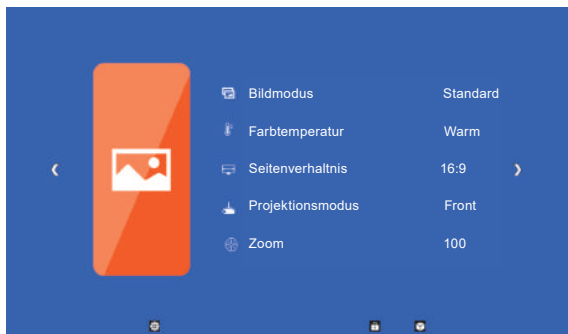 Bildmodus Standard
Farbtemperatur Warm
Seitenverhaltnis 16:9
Projektionsmodus Front
Zoom 100